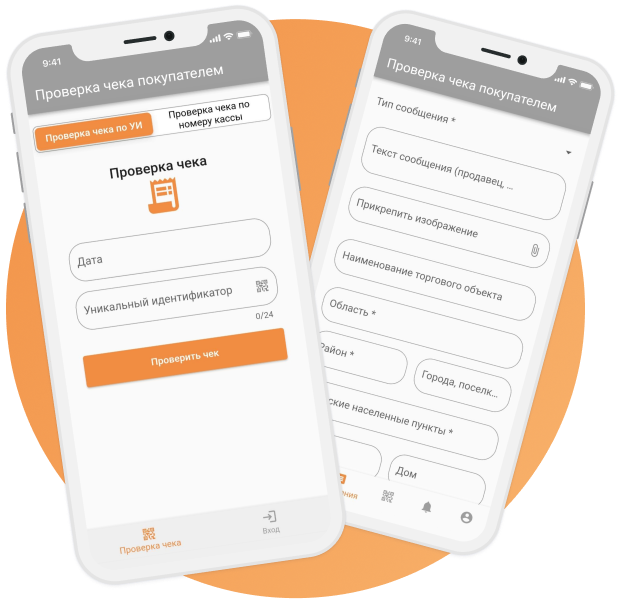 9:41
Проверка чека покупателем
Проверка чека по УИ
Проверка чека по
номеру кассы
Проверка чека
Дата
Уникальный идентификатор
0/24
Проверить чек
Проверка чека
Вход
9:41
Проверка чека покупателем
Тип сообщения *
Текст сообщения (продавец, ...
Прикрепить изображение
Наименование торгового объекта
Область *
Район *
Города, поселк...
ские населенные пункты *
Дом